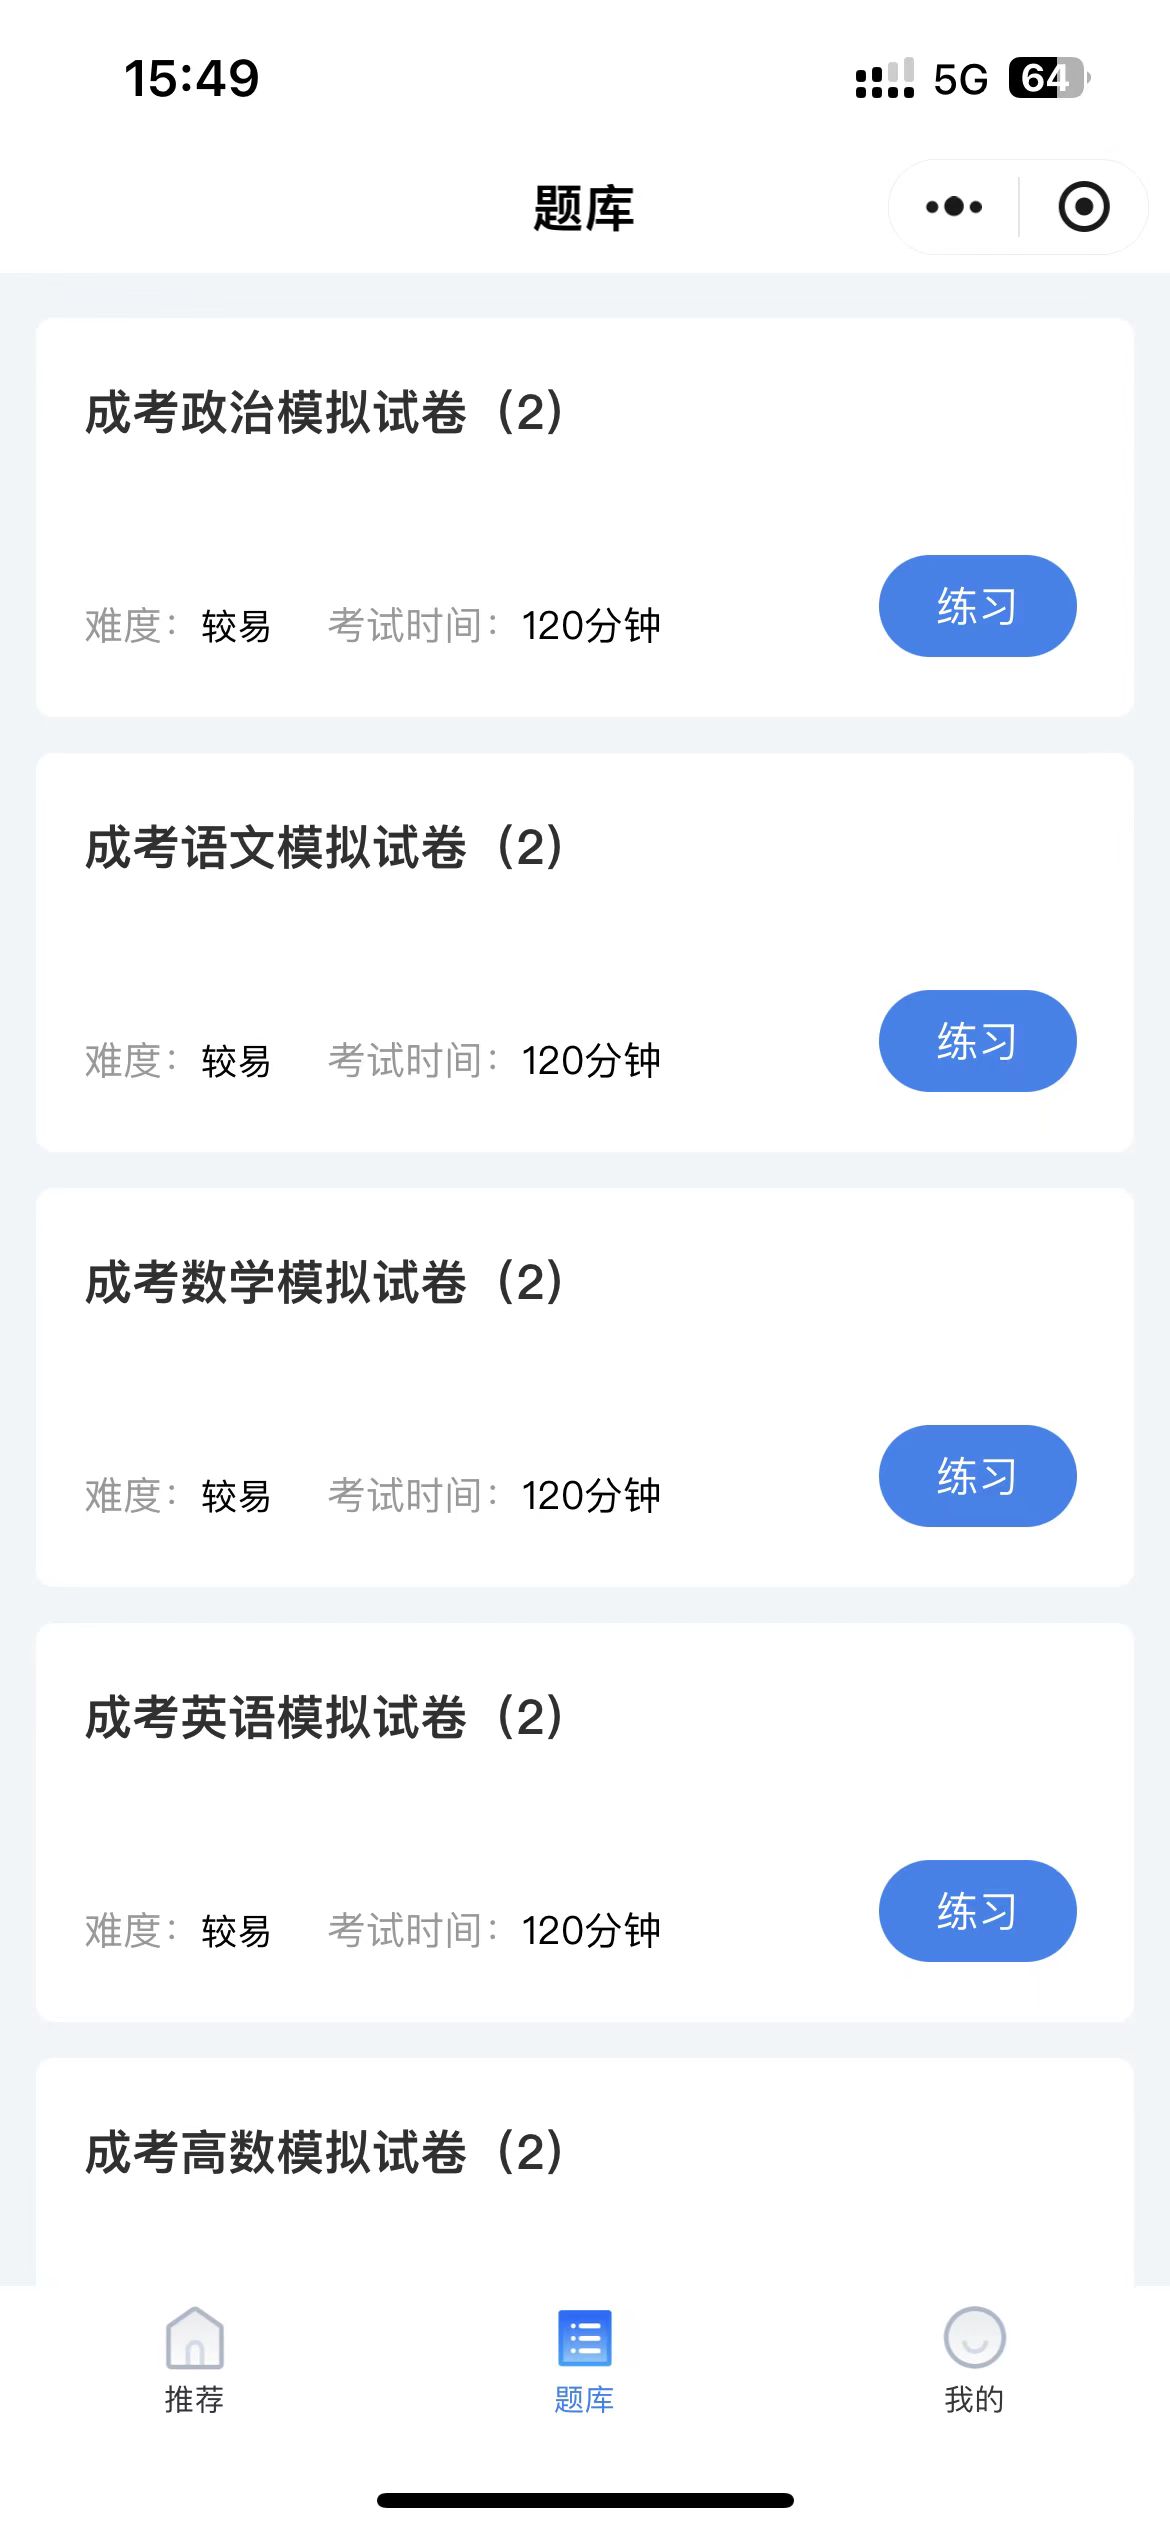 15:49
5G 64
题库
成考政治模拟试卷（2）
难度：较易 考试时间：120分钟
练习
成考语文模拟试卷（2）
难度：较易 考试时间：120分钟
练习
成考数学模拟试卷（2）
难度：较易 考试时间：120分钟
练习
成考英语模拟试卷（2）
难度：较易 考试时间：120分钟
练习
成考高数模拟试卷（2）
推荐 题库 我的